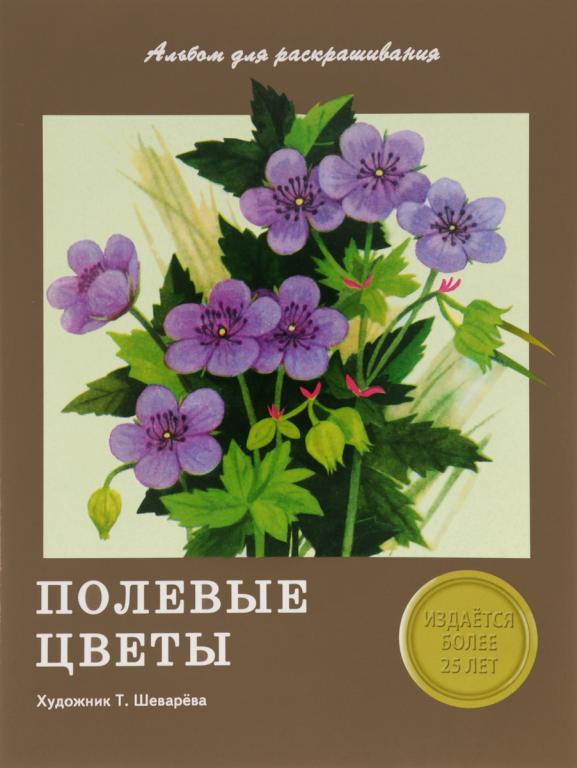 Альбом для раскрашивания
ПОЛЕВЫЕ
ЦВЕТЫ
Художник Т. Шеварёва
ИЗДАЁТСЯ
БОЛЕЕ
25 ЛЕТ